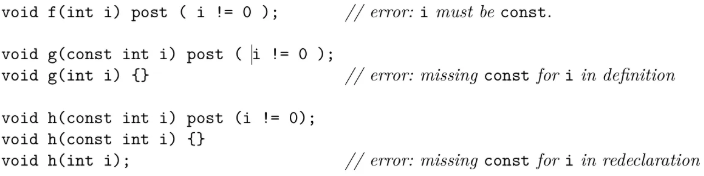 void f(int i) post ( i != 0 ); // error: i must be const.
void g(const int i) post ( i != 0 );
void g(int i) {} // error: missing const for i in definition
void h(const int i) post (i != 0);
void h(const int i) {}
void h(int i); // error: missing const for i in redeclaration